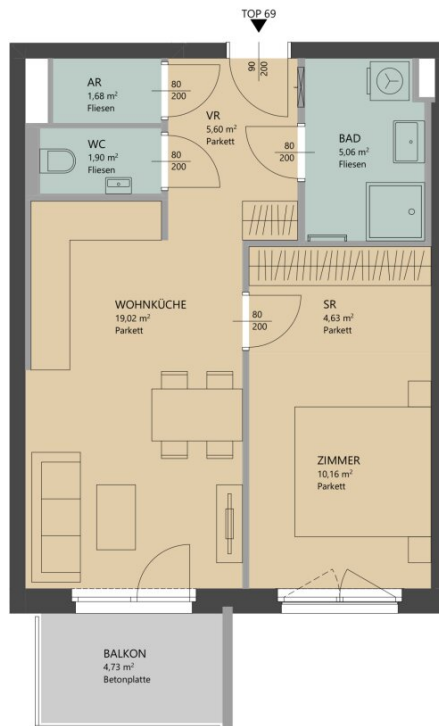 TOP 69
90
200
AR
1,68 m²
Fliesen
80
200
VR
5,60 m²
Parkett
WC
1,90 m²
Fliesen
80
200
80
200
BAD
5,06 m²
Fliesen
WOHNKÜCHE
19,02 m²
Parkett
80
200
SR
4,63 m²
Parkett
ZIMMER
10,16 m²
Parkett
BALKON
4,73 m²
Betonplatte